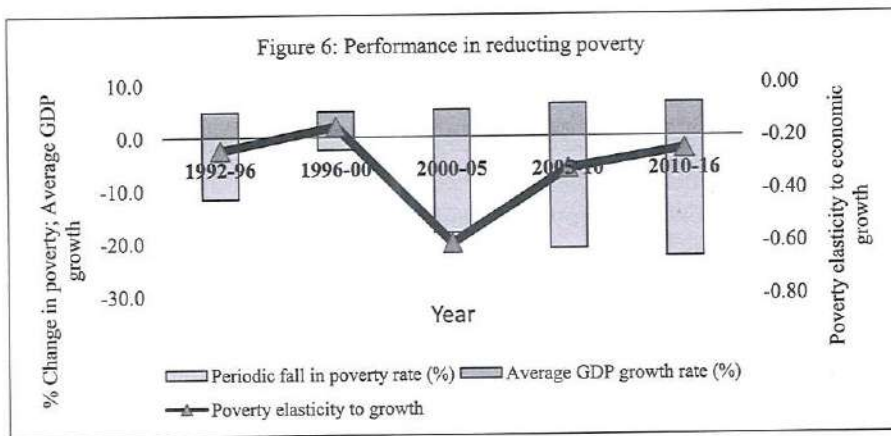 Figure 6: Performance in reducting poverty
% Change in poverty; Average GDP
growth
10.0
0.0
-10.0
-20.0
-30.0
1992-96
1996-00
2000-05
2005-10
2010-16
0.00
-0.20
-0.40
-0.60
-0.80
Poverty elasticity to economic
growth
Year
Periodic fall in poverty rate (%)
Average GDP growth rate (%)
Poverty elasticity to growth